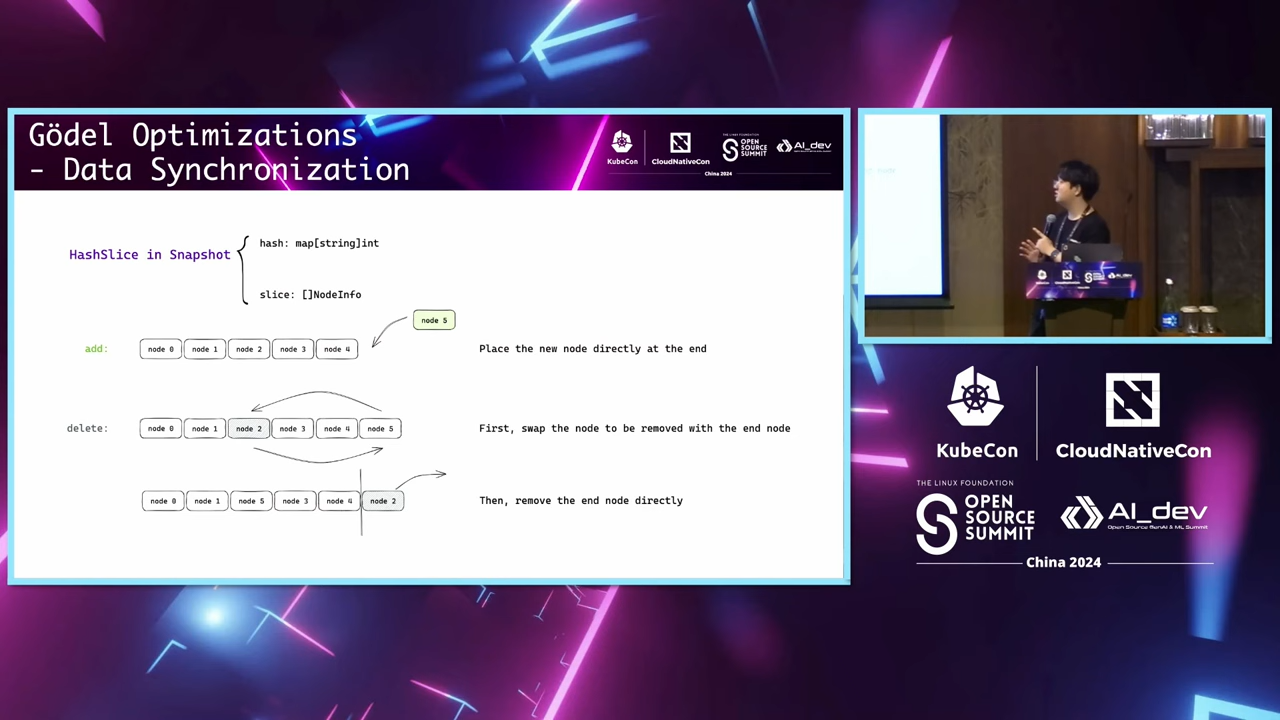 Gödel Optimizations
- Data Synchronization
KubeCon
CloudNativeCon
THE LINUX FOUNDATION
OPEN
SOURCE
SUMMIT
AI_dev
China 2024
HashSlice in Snapshot
hash: map[string]int
slice: []NodeInfo
node 5
add:
node 0 node 1 node 2 node 3 node 4
Place the new node directly at the end
delete:
node 0 node 1 node 2 node 3 node 4 node 5
First, swap the node to be removed with the end node
node 0 node 1 node 5 node 3 node 4 node 2
Then, remove the end node directly
KubeCon
CloudNativeCon
THE LINUX FOUNDATION
OPEN
SOURCE
SUMMIT
AI_dev
Open Source GenAI & ML Summit
China 2024